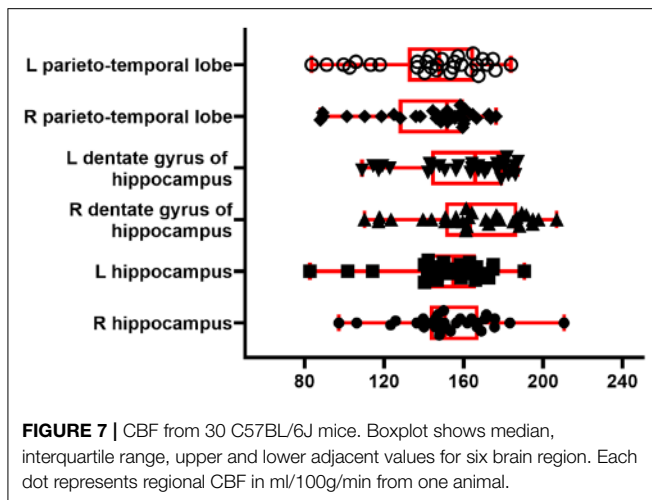 L parieto-temporal lobe
R parieto-temporal lobe
L dentate gyrus of
hippocampus
R dentate gyrus of
hippocampus
L hippocampus
R hippocampus
80 120 160 200 240
FIGURE 7 | CBF from 30 C57BL/6J mice. Boxplot shows median,
interquartile range, upper and lower adjacent values for six brain region. Each
dot represents regional CBF in ml/100g/min from one animal.